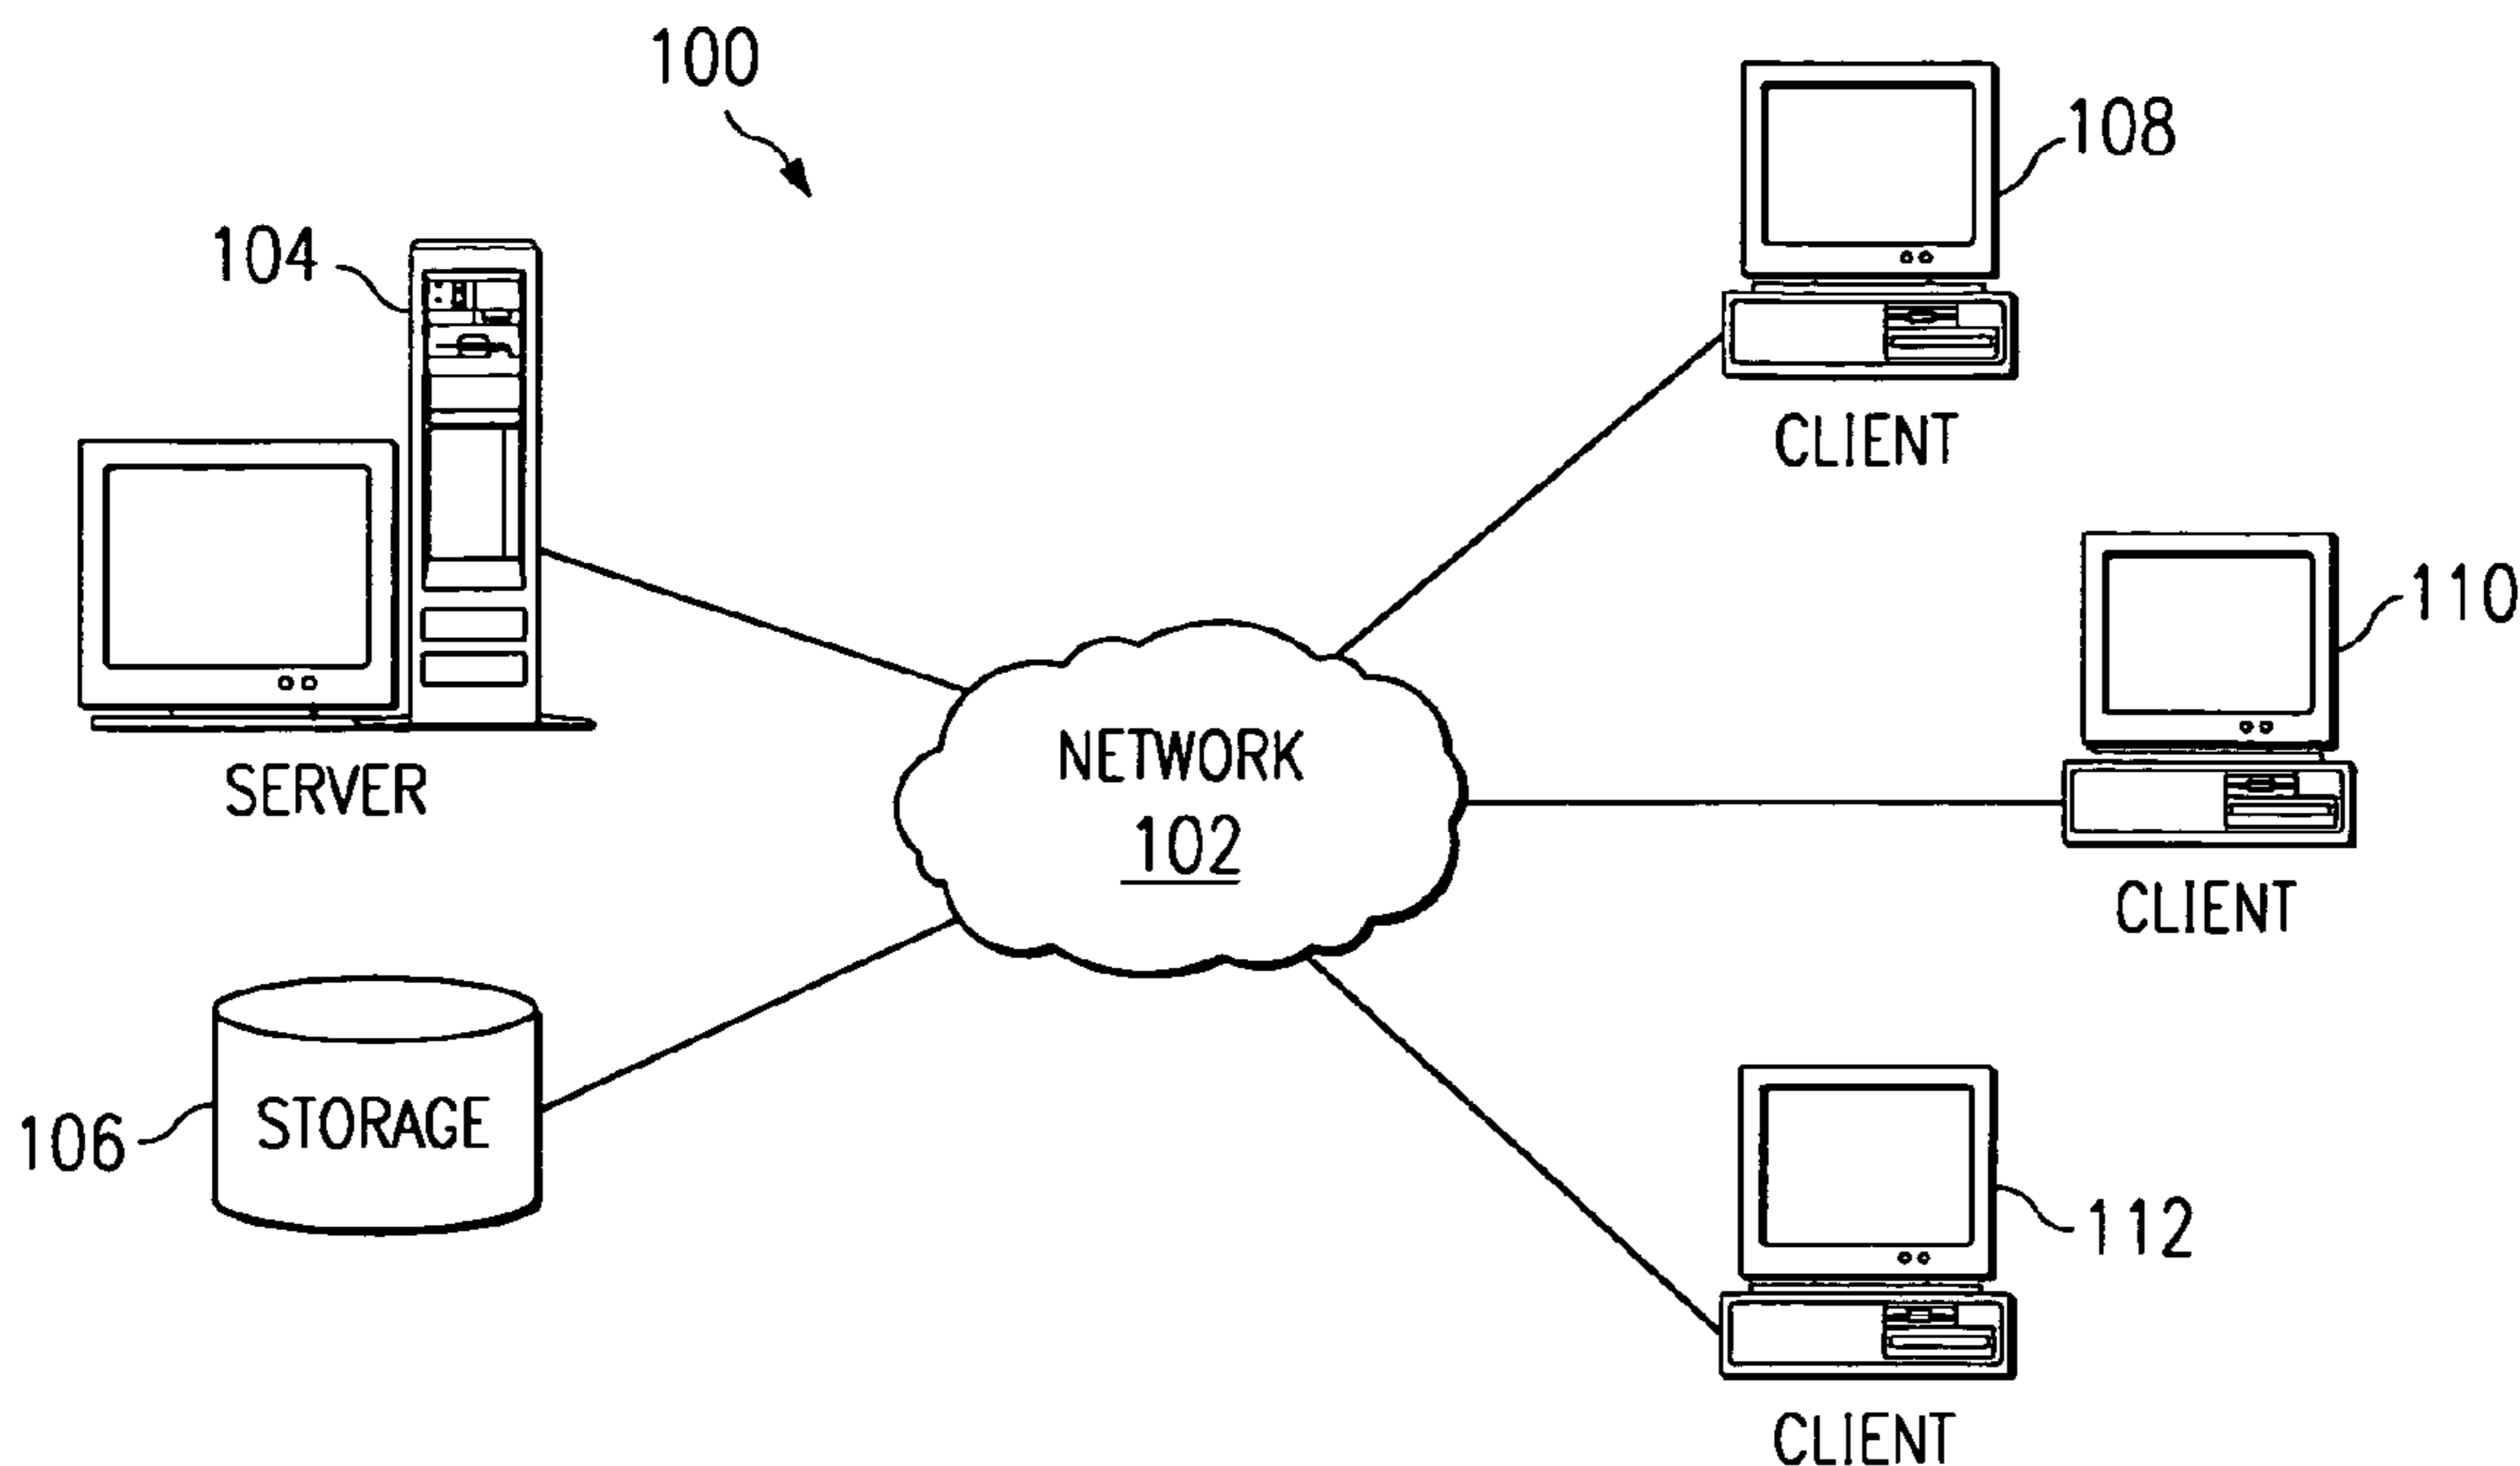 100
108
104
CLIENT
110
SERVER
NETWORK
102
CLIENT
106
STORAGE
112
CLIENT